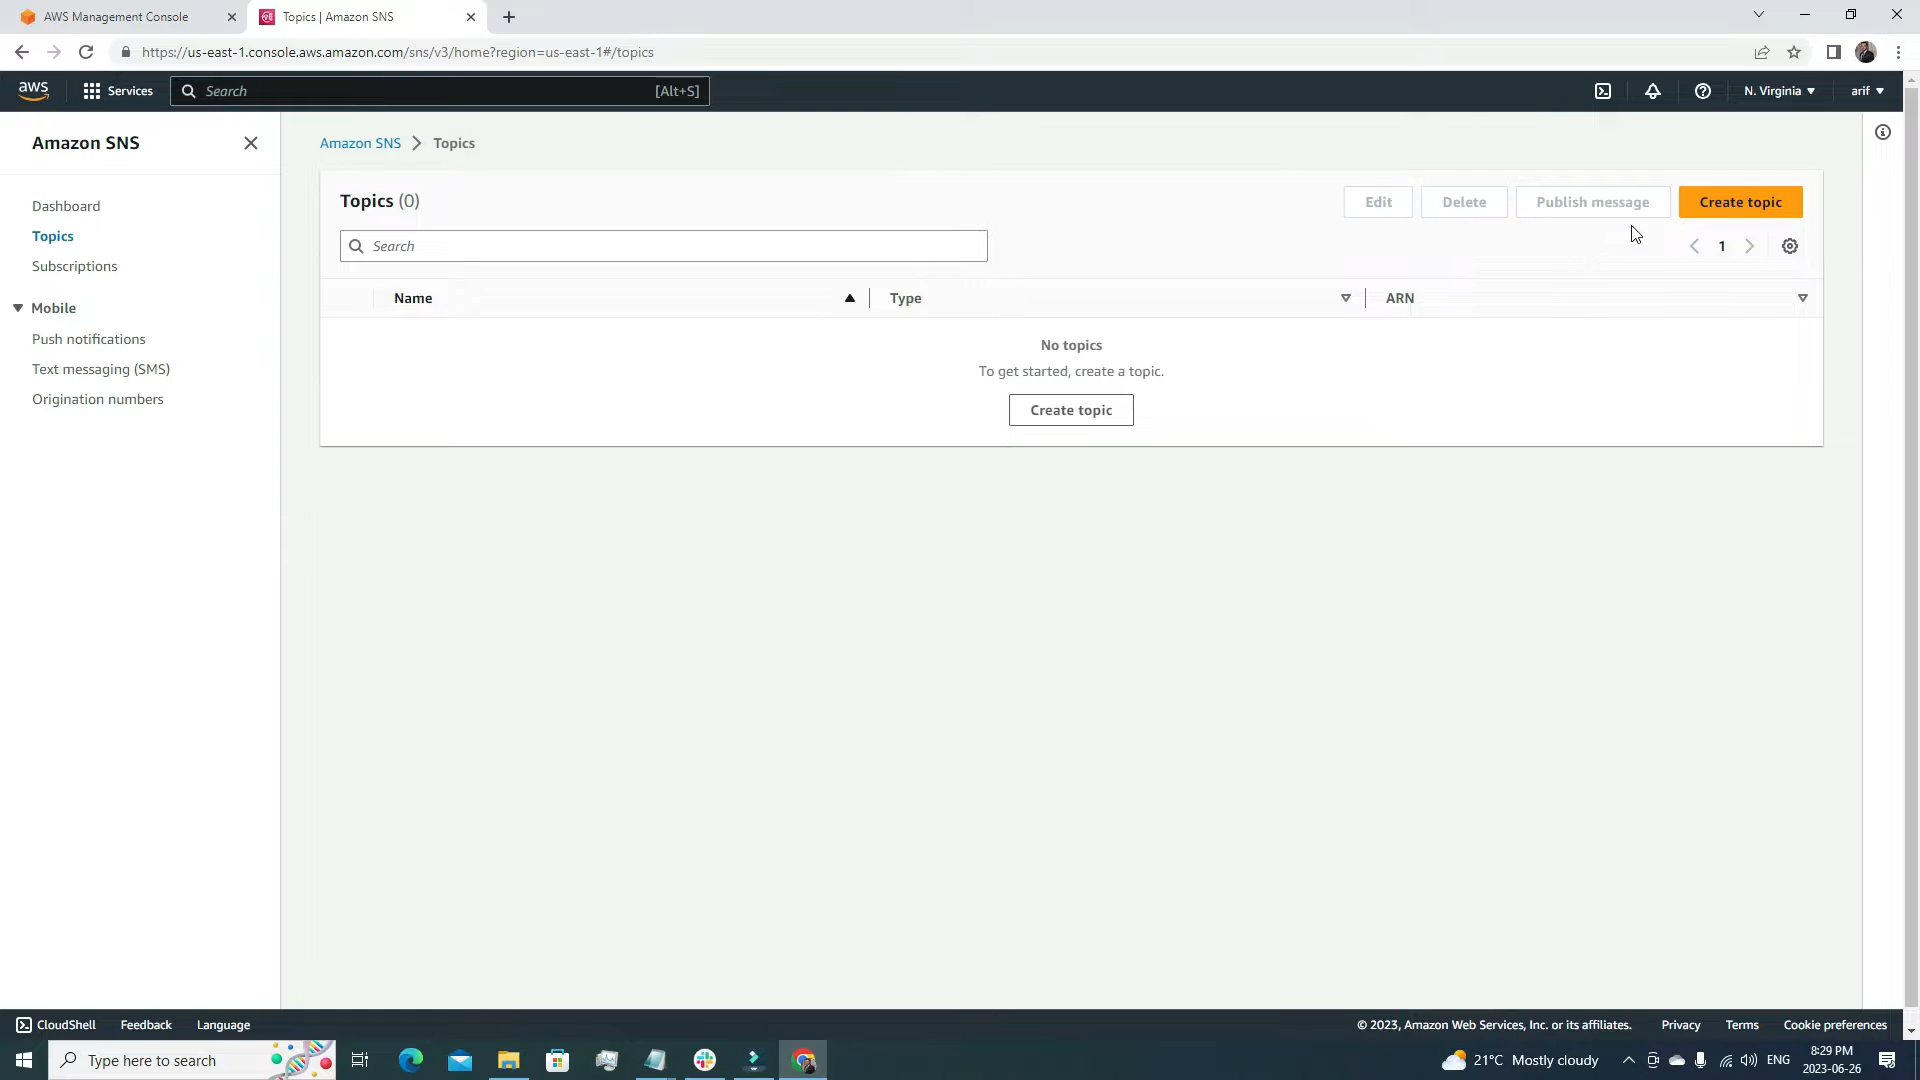 AWS Management Console
Topics | Amazon SNS
https://us-east-1.console.aws.amazon.com/sns/v3/home?region=us-east-1#/topics
aws
Services
Search
[Alt+S]
N. Virginia
arif
Amazon SNS
Dashboard
Topics
Subscriptions
Mobile
Push notifications
Text messaging (SMS)
Origination numbers
Amazon SNS
Topics
Topics (0)
Edit
Delete
Publish message
Create topic
Search
1
Name
Type
ARN
No topics
To get started, create a topic.
Create topic
CloudShell
Feedback
Language
© 2023, Amazon Web Services, Inc. or its affiliates.
Privacy
Terms
Cookie preferences
Type here to search
21°C Mostly cloudy
ENG
8:29 PM
2023-06-26